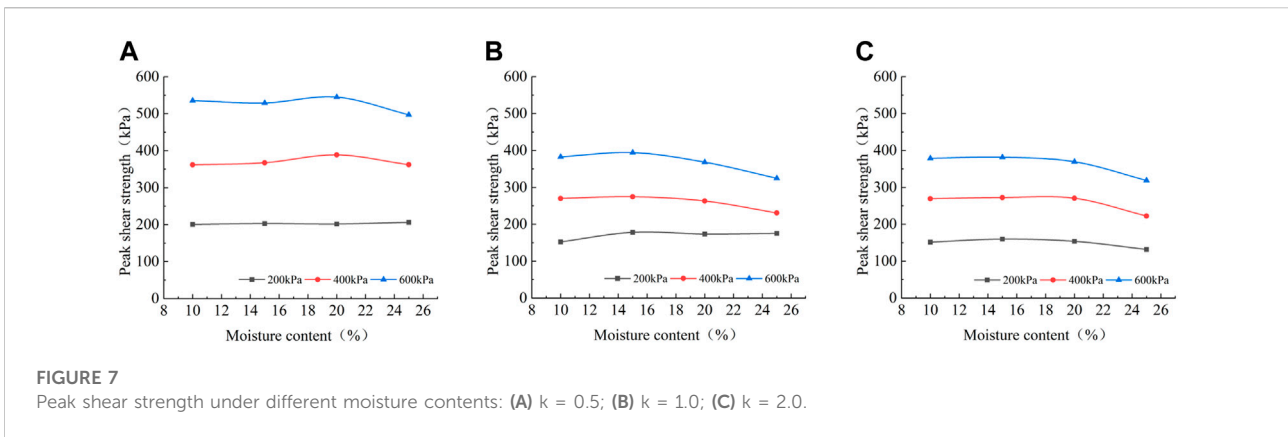 A
Peak shear strength（kPa）
600
500
400
300
200
100
0
200kPa 400kPa 600kPa
8 10 12 14 16 18 20 22 24 26
Moisture content（%）
B
Peak shear strength（kPa）
600
500
400
300
200
100
0
200kPa 400kPa 600kPa
8 10 12 14 16 18 20 22 24 26
Moisture content（%）
C
Peak shear strength（kPa）
600
500
400
300
200
100
0
200kPa 400kPa 600kPa
8 10 12 14 16 18 20 22 24 26
Moisture content（%）
FIGURE 7
Peak shear strength under different moisture contents: (A) k = 0.5; (B) k = 1.0; (C) k = 2.0.